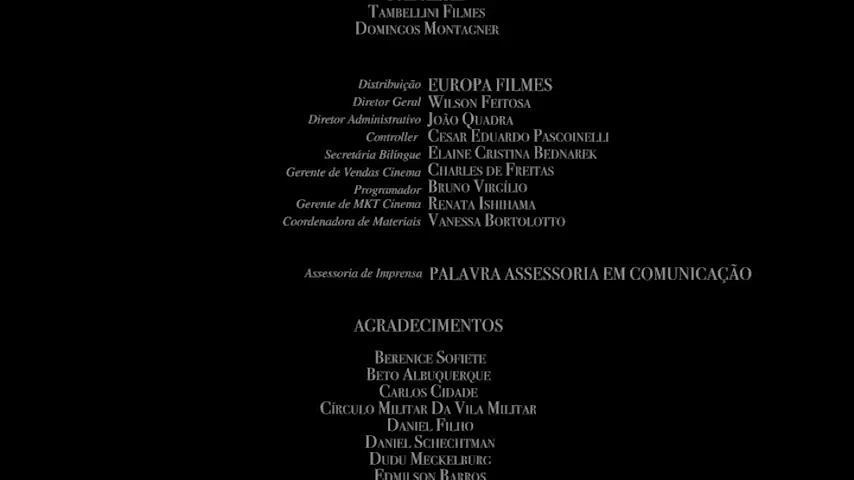 Tambellini Filmes
Domingos Montagner
Distribuição EUROPA FILMES
Diretor Geral Wilson Feitosa
Diretor Administrativo João Quadra
Controller Cesar Eduardo Pascoinelli
Secretária Bilíngue Elaine Cristina Bednarek
Gerente de Vendas Cinema Charles de Freitas
Programador Bruno Virgílio
Gerente de MKT Cinema Renata Ishihama
Coordenadora de Materiais Vanessa Bortolotto
Assessoria de Imprensa PALAVRA ASSESSORIA EM COMUNICAÇÃO
AGRADECIMENTOS
Berenice Sofiete
Beto Albuquerque
Carlos Cidade
Círculo Militar Da Vila Militar
Daniel Filho
Daniel Schechtman
Dudu Meckelburg
Edmilson Barros